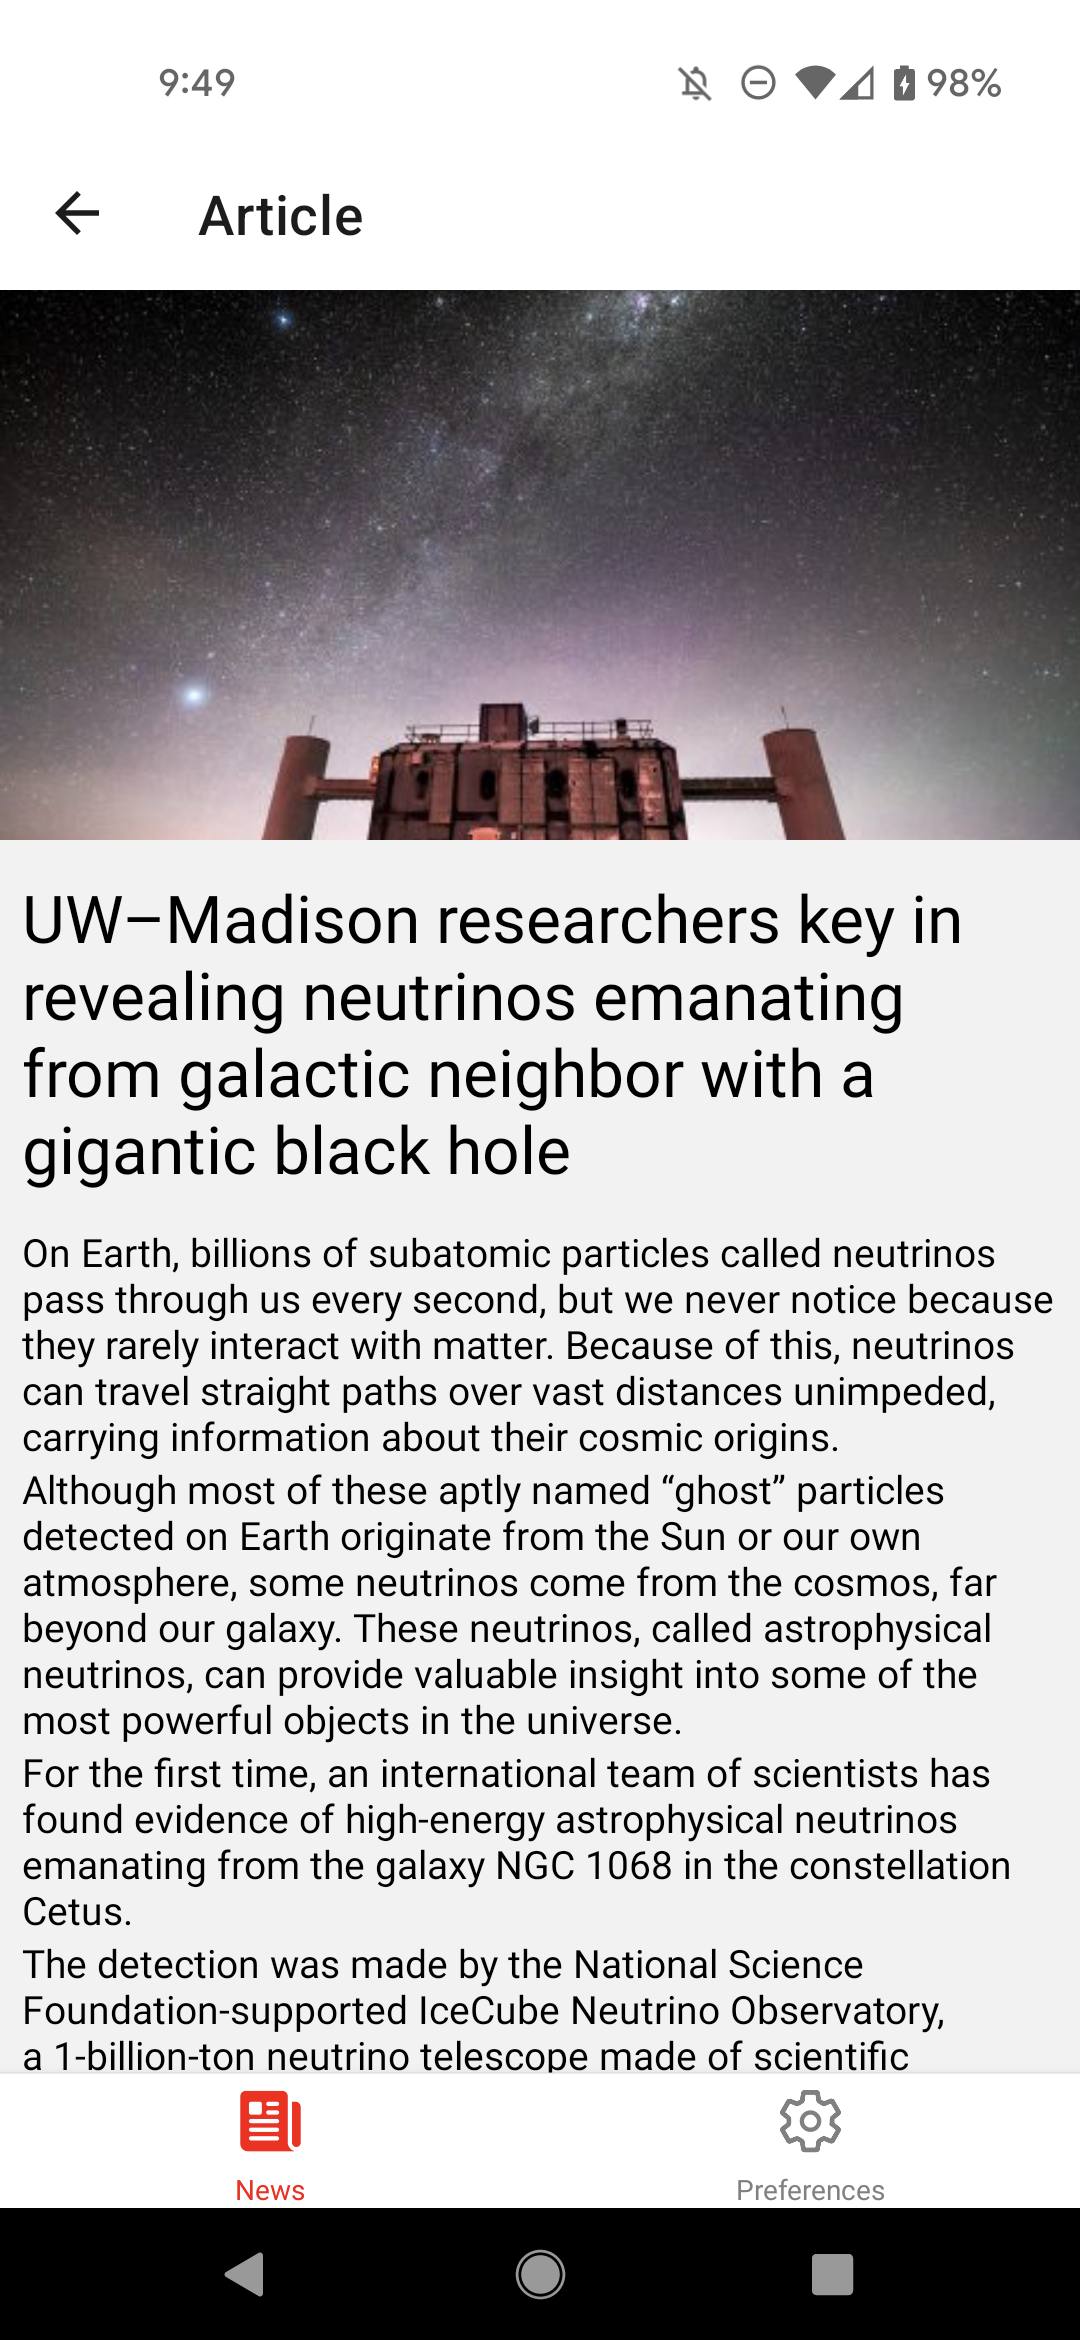 9:49
98%
Article
UW–Madison researchers key in
revealing neutrinos emanating
from galactic neighbor with a
gigantic black hole
On Earth, billions of subatomic particles called neutrinos
pass through us every second, but we never notice because
they rarely interact with matter. Because of this, neutrinos
can travel straight paths over vast distances unimpeded,
carrying information about their cosmic origins.
Although most of these aptly named “ghost” particles
detected on Earth originate from the Sun or our own
atmosphere, some neutrinos come from the cosmos, far
beyond our galaxy. These neutrinos, called astrophysical
neutrinos, can provide valuable insight into some of the
most powerful objects in the universe.
For the first time, an international team of scientists has
found evidence of high-energy astrophysical neutrinos
emanating from the galaxy NGC 1068 in the constellation
Cetus.
The detection was made by the National Science
Foundation-supported IceCube Neutrino Observatory,
a 1-billion-ton neutrino telescope made of scientific
News
Preferences